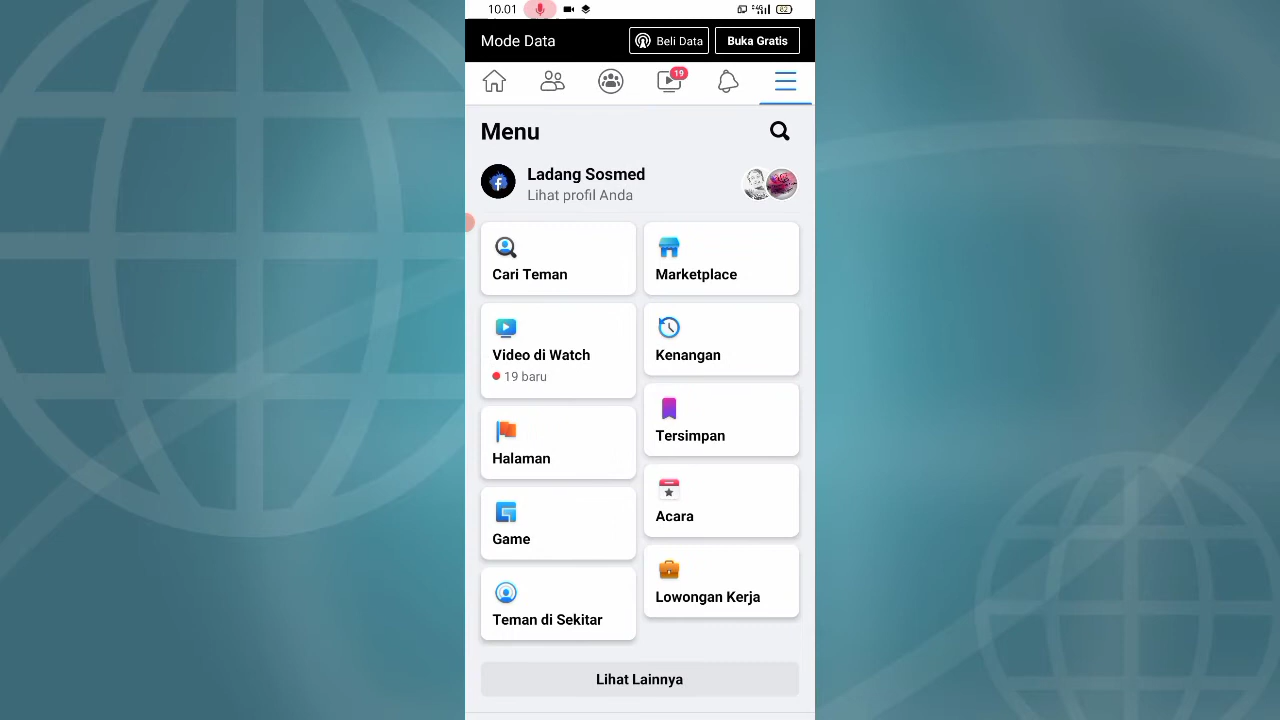 10.01
82
Mode Data
Beli Data
Buka Gratis
19
Menu
Ladang Sosmed
Lihat profil Anda
Cari Teman
Marketplace
Video di Watch
19 baru
Kenangan
Tersimpan
Halaman
Acara
Game
Lowongan Kerja
Teman di Sekitar
Lihat Lainnya